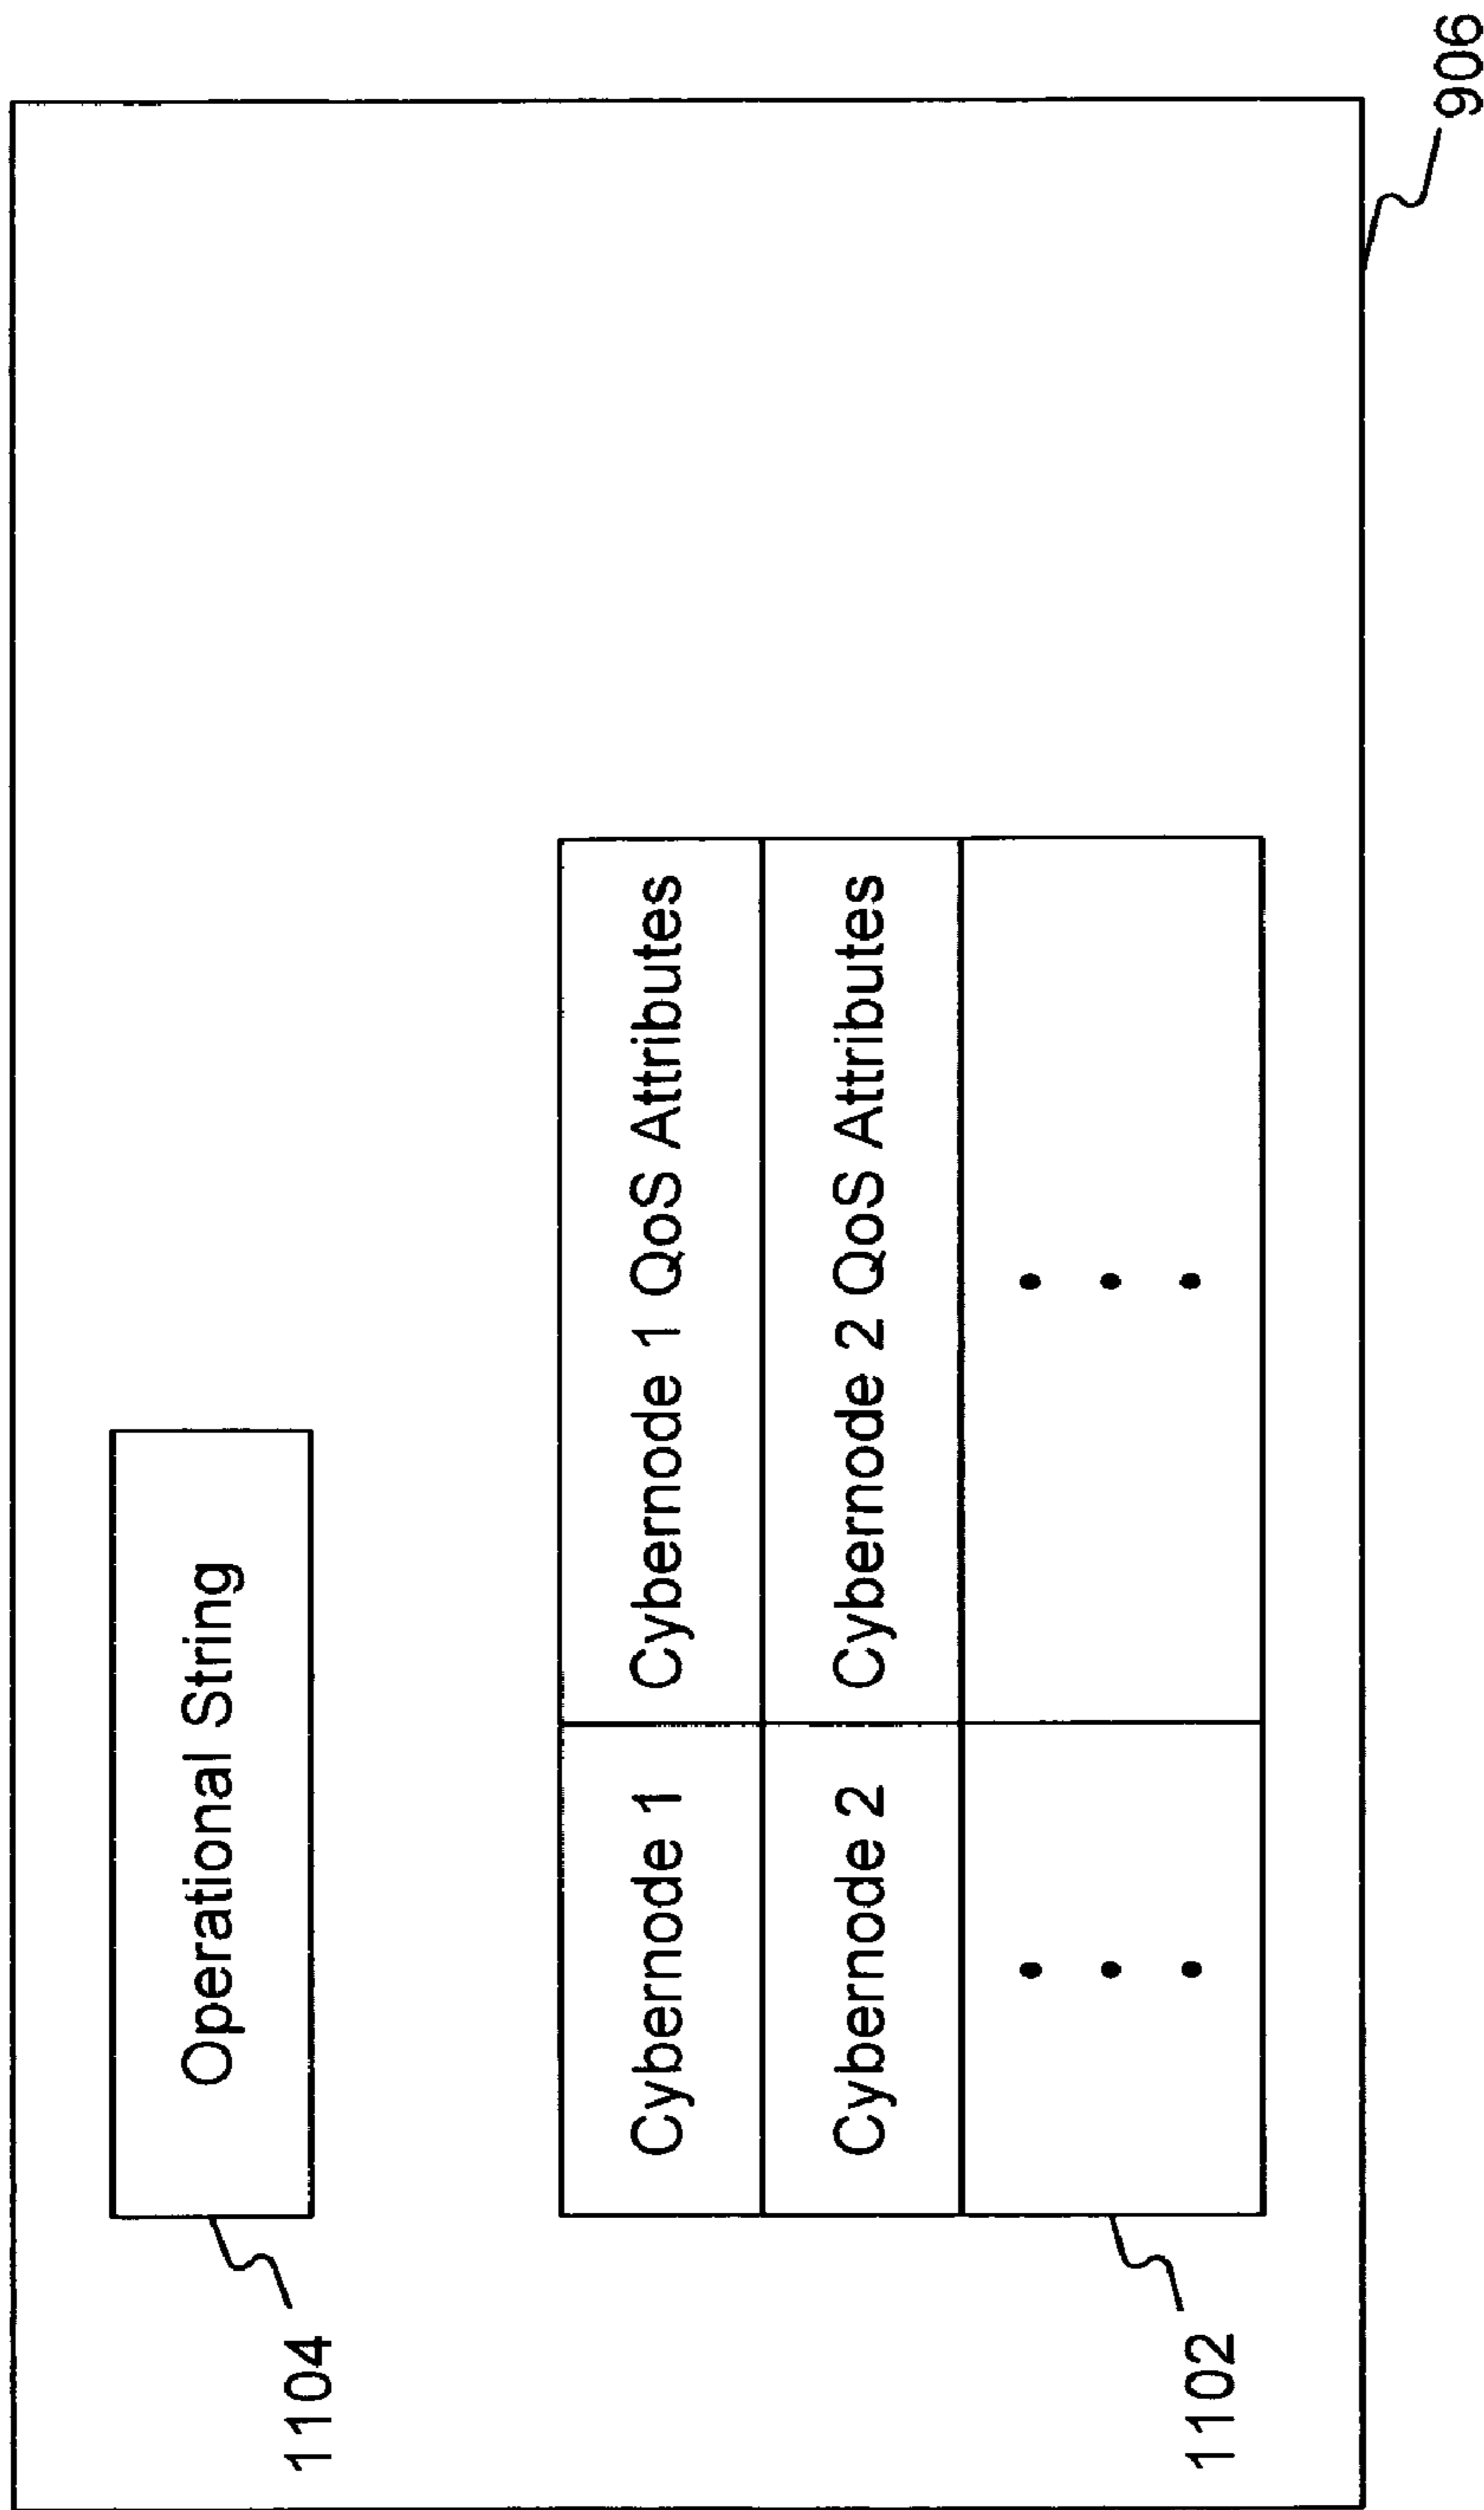 Operational String
1104
Cybernode 1 Cybernode 1 QoS Attributes
Cybernode 2 Cybernode 2 QoS Attributes
1102
906